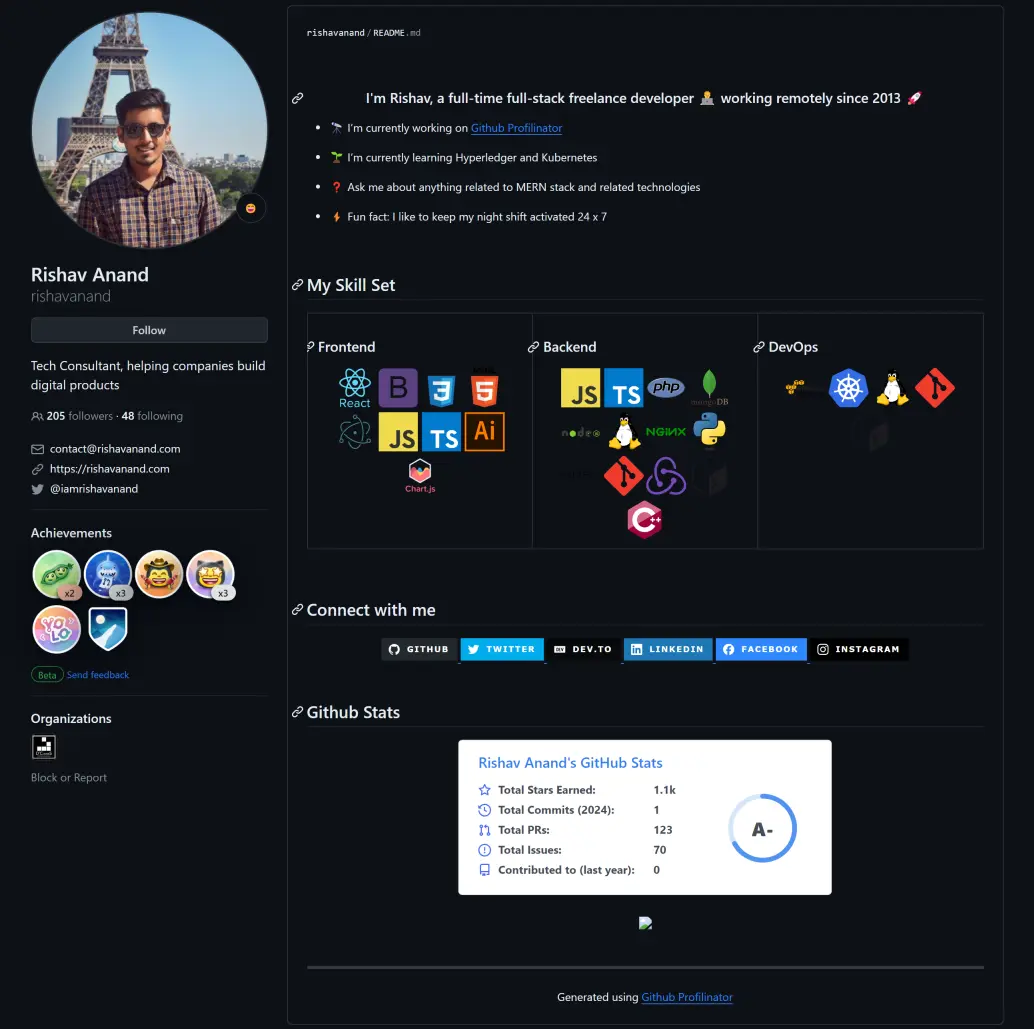 Rishav Anand
rishavanand
Follow
Tech Consultant, helping companies build
digital products
205 followers · 48 following
contact@rishavanand.com
https://rishavanand.com
@iamrishavanand
Achievements
x2
x3
x3
YOLO
Beta Send feedback
Organizations
Block or Report
rishavanand/README.md
I'm Rishav, a full-time full-stack freelance developer 👨‍💻 working remotely since 2013 🚀
🔭 I'm currently working on Github Profilinator
🌱 I'm currently learning Hyperledger and Kubernetes
❓ Ask me about anything related to MERN stack and related technologies
⚡ Fun fact: I like to keep my night shift activated 24 x 7
My Skill Set
Frontend
React
B
3
5
JS
TS
Ai
Chart.js
Backend
JS
TS
php
mongoDB
node
NGINX
C++
DevOps
Connect with me
GITHUB
TWITTER
DEV.TO
LINKEDIN
FACEBOOK
INSTAGRAM
Github Stats
Rishav Anand's GitHub Stats
Total Stars Earned: 1.1k
Total Commits (2024): 1
Total PRs: 123
Total Issues: 70
Contributed to (last year): 0
A-
Generated using Github Profilinator